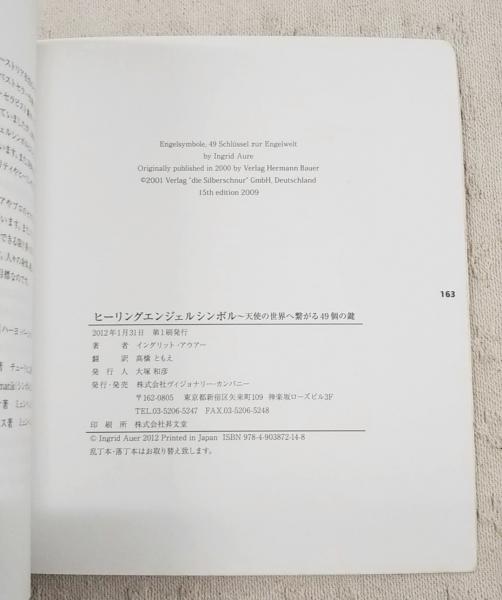 Engelsymbole, 49 Schlüssel zur Engelwelt
by Ingrid Aure
Originally published in 2000 by Verlag Hermann Bauer
©2001 Verlag "die Silberschnur" GmbH, Deutschland
15th edition 2009
163
ヒーリングエンジェルシンボル～天使の世界へ繋がる49個の鍵
2012年1月31日 第1刷発行
著 者 イングリット・アウアー
翻 訳 高橋ともえ
発 行 人 大塚和彦
発行・発売 株式会社ヴィジョナリー・カンパニー
〒162-0805 東京都新宿区矢来町109 神楽坂ローズビル3F
TEL.03-5206-5247 FAX.03-5206-5248
印 刷 所 株式会社昇文堂
© Ingrid Auer 2012 Printed in Japan ISBN 978-4-903872-14-8
乱丁本・落丁本はお取り替え致します。